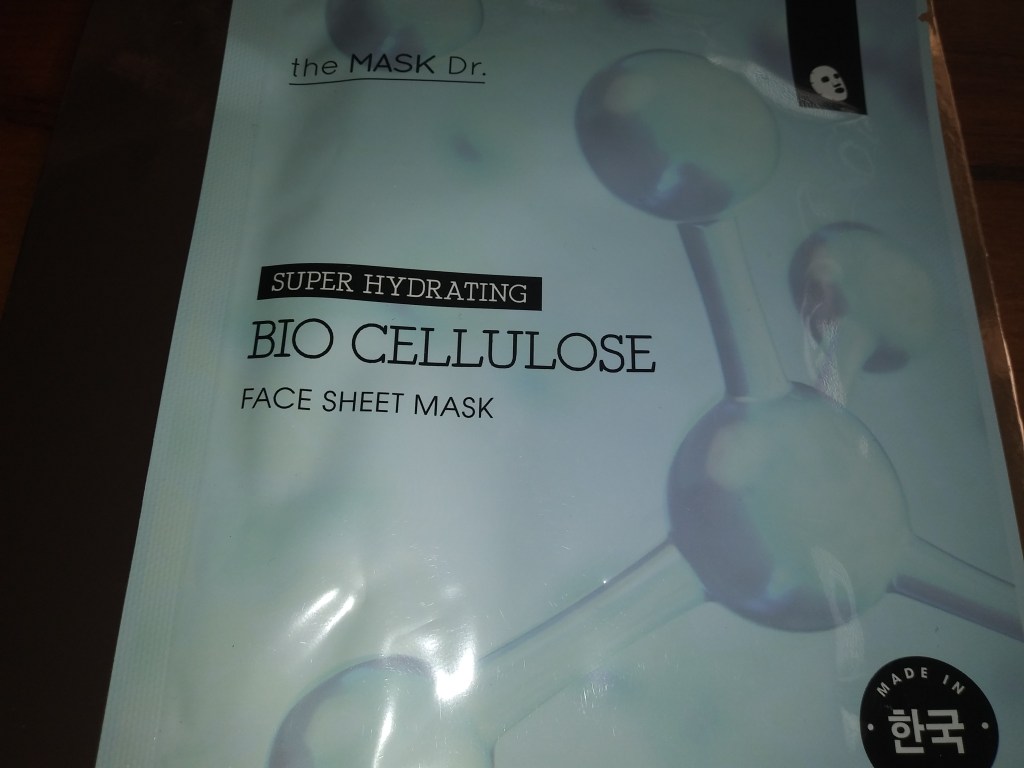 the MASK Dr.
SUPER HYDRATING
BIO CELLULOSE
FACE SHEET MASK
MADE IN
한국